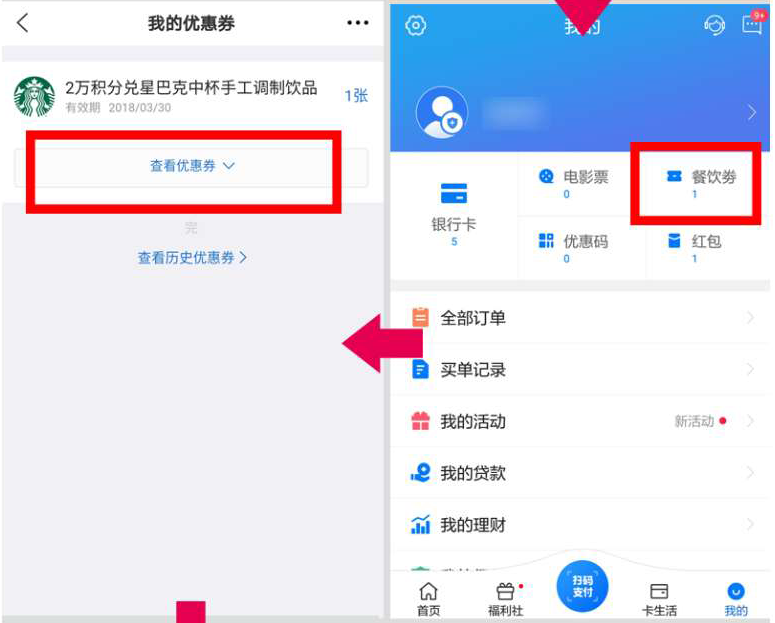 我的优惠券
2万积分兑星巴克中杯手工调制饮品
有效期 2018/03/30
1张
查看优惠券
完
查看历史优惠券
我的
9+
银行卡
5
电影票
0
餐饮券
1
优惠码
0
红包
1
全部订单
买单记录
我的活动
新活动
我的贷款
我的理财
首页
福利社
扫码
支付
卡生活
我的